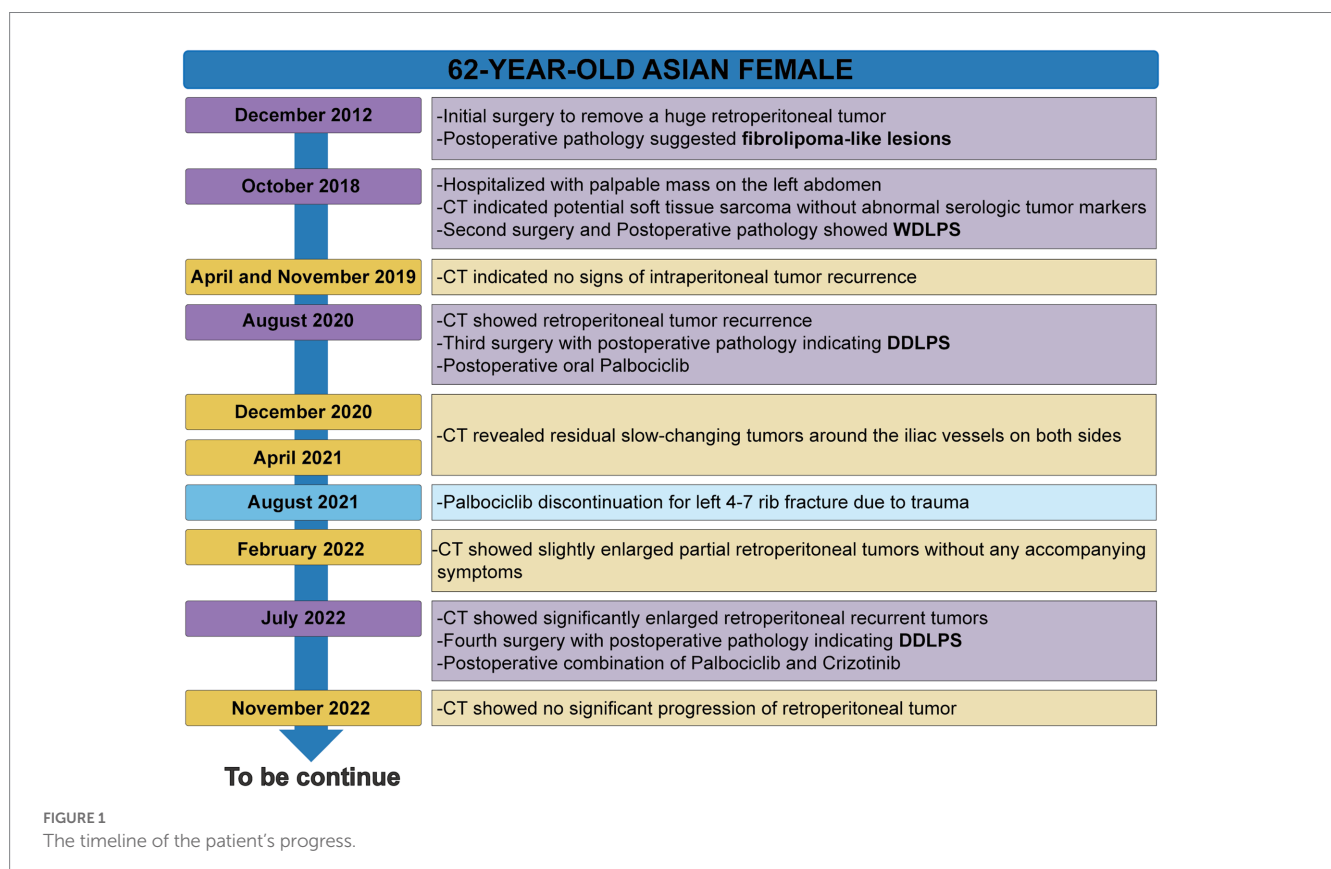 62-YEAR-OLD ASIAN FEMALE
December 2012
-Initial surgery to remove a huge retroperitoneal tumor
-Postoperative pathology suggested fibrolipoma-like lesions
October 2018
-Hospitalized with palpable mass on the left abdomen
-CT indicated potential soft tissue sarcoma without abnormal serologic tumor markers
-Second surgery and Postoperative pathology showed WDLPS
April and November 2019
-CT indicated no signs of intraperitoneal tumor recurrence
August 2020
-CT showed retroperitoneal tumor recurrence
-Third surgery with postoperative pathology indicating DDLPS
-Postoperative oral Palbociclib
December 2020
April 2021
-CT revealed residual slow-changing tumors around the iliac vessels on both sides
August 2021
-Palbociclib discontinuation for left 4-7 rib fracture due to trauma
February 2022
-CT showed slightly enlarged partial retroperitoneal tumors without any accompanying
symptoms
July 2022
-CT showed significantly enlarged retroperitoneal recurrent tumors
-Fourth surgery with postoperative pathology indicating DDLPS
-Postoperative combination of Palbociclib and Crizotinib
November 2022
-CT showed no significant progression of retroperitoneal tumor
To be continue
FIGURE 1
The timeline of the patient's progress.